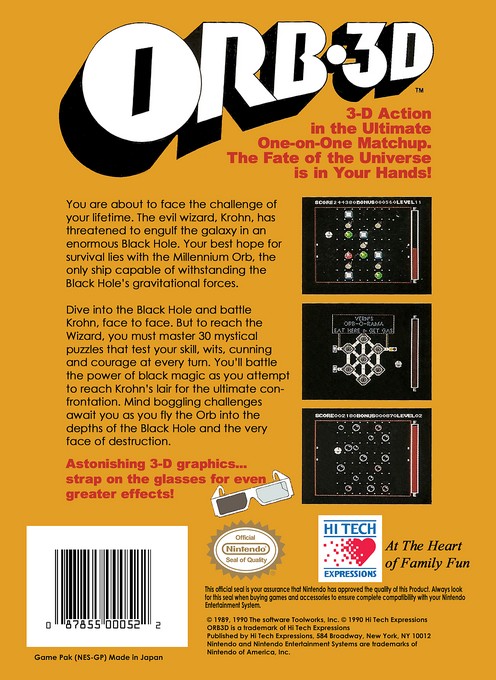 ORB·3D
TM
3-D Action
in the Ultimate
One-on-One Matchup.
The Fate of the Universe
is in Your Hands!
You are about to face the challenge of
your lifetime. The evil wizard, Krohn, has
threatened to engulf the galaxy in an
enormous Black Hole. Your best hope for
survival lies with the Millennium Orb, the
only ship capable of withstanding the
Black Hole's gravitational forces.
Dive into the Black Hole and battle
Krohn, face to face. But to reach the
Wizard, you must master 30 mystical
puzzles that test your skill, wits, cunning
and courage at every turn. You'll battle
the power of black magic as you attempt
to reach Krohn's lair for the ultimate con-
frontation. Mind boggling challenges
await you as you fly the Orb into the
depths of the Black Hole and the very
face of destruction.
Astonishing 3-D graphics...
strap on the glasses for even
greater effects!
VERN'S
ORB-O-RAMA
EAT HERE & GET GAS
Official
Nintendo
Seal of Quality
HI TECH
EXPRESSIONS
At The Heart
of Family Fun
This official seal is your assurance that Nintendo has approved the quality of this Product. Always look
for this seal when buying games and accessories to ensure complete compatibility with your Nintendo
Entertainment System.
© 1989, 1990 The software Toolworks, Inc. © 1990 Hi Tech Expressions
ORB3D is a trademark of Hi Tech Expressions
Published by Hi Tech Expressions, 584 Broadway, New York, NY 10012
Nintendo and Nintendo Entertainment Systems are trademarks of
Nintendo of America, Inc.
0 87855 00052 2
Game Pak (NES-GP) Made in Japan